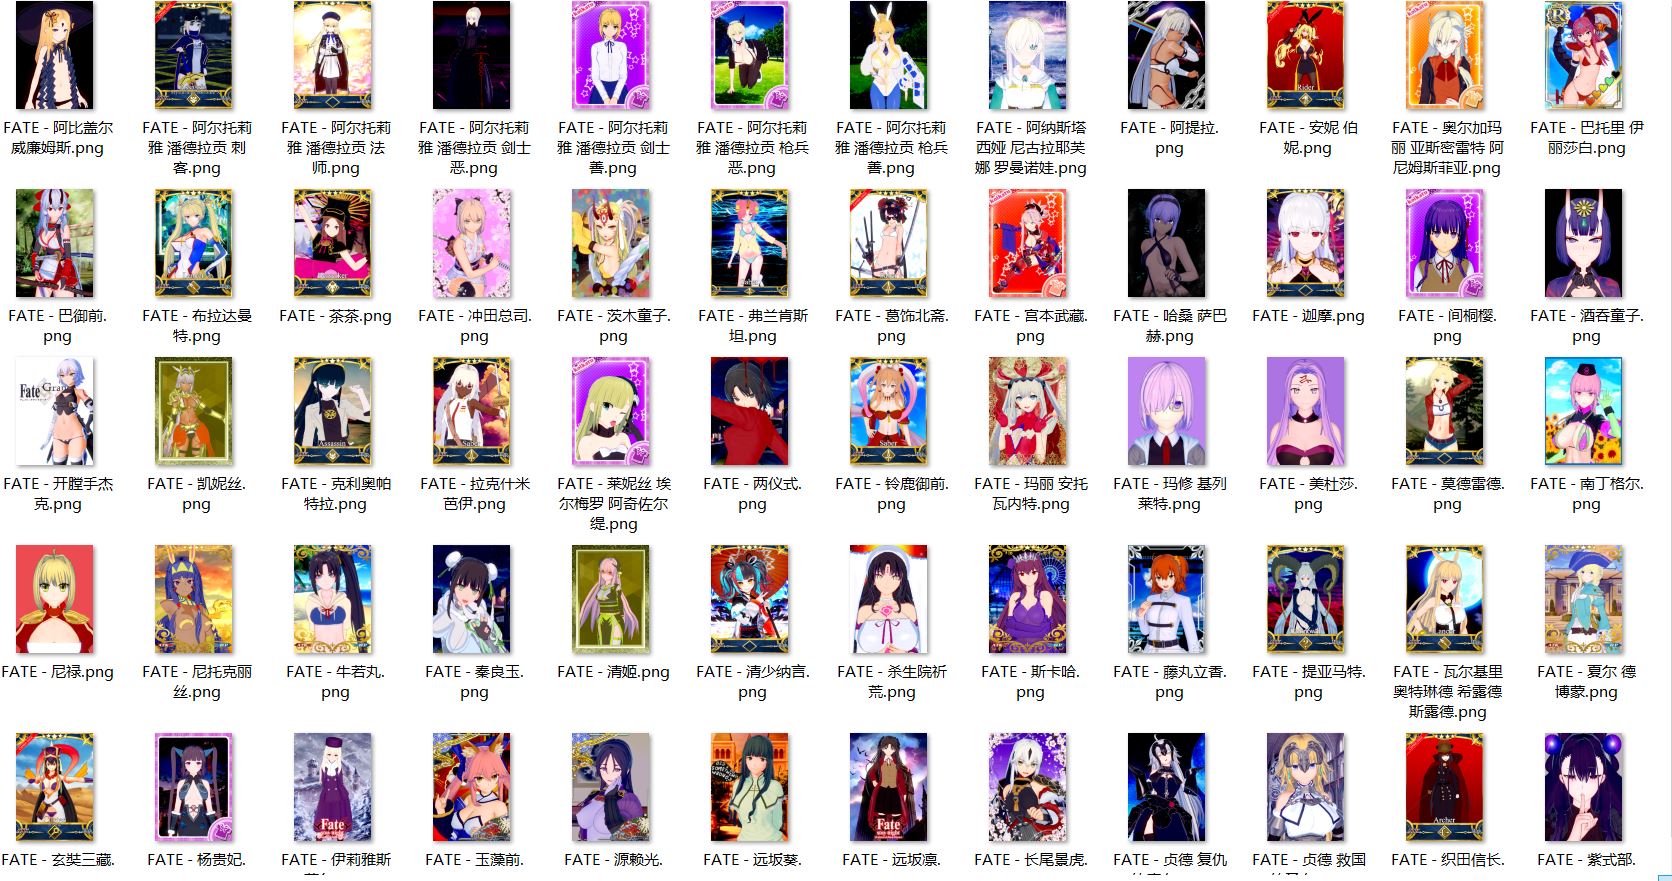 FATE - 阿比盖尔
威廉姆斯.png
FATE - 阿尔托莉
雅 潘德拉贡 刺
客.png
FATE - 阿尔托莉
雅 潘德拉贡 法
师.png
FATE - 阿尔托莉
雅 潘德拉贡 剑士
恶.png
FATE - 阿尔托莉
雅 潘德拉贡 剑士
善.png
FATE - 阿尔托莉
雅 潘德拉贡 枪兵
恶.png
FATE - 阿尔托莉
雅 潘德拉贡 枪兵
善.png
FATE - 阿纳斯塔
西娅 尼古拉耶芙
娜 罗曼诺娃.png
FATE - 阿提拉.
png
Rider
FATE - 安妮 伯
妮.png
FATE - 奥尔加玛
丽 亚斯密雷特 阿
尼姆斯菲亚.png
R
FATE - 巴托里 伊
丽莎白.png
FATE - 巴御前.
png
FATE - 布拉达曼
特.png
FATE - 茶茶.png
FATE - 冲田总司.
png
FATE - 茨木童子.
png
FATE - 弗兰肯斯
坦.png
FATE - 葛饰北斋.
png
FATE - 宫本武藏.
png
FATE - 哈桑 萨巴
赫.png
FATE - 迦摩.png
FATE - 间桐樱.
png
FATE - 酒吞童子.
png
Fate
FATE - 开膛手杰
克.png
FATE - 凯妮丝.
png
Assassin
FATE - 克利奥帕
特拉.png
Saber
FATE - 拉克什米
芭伊.png
FATE - 莱妮丝 埃
尔梅罗 阿奇佐尔
缇.png
FATE - 两仪式.
png
Saber
FATE - 铃鹿御前.
png
FATE - 玛丽 安托
瓦内特.png
FATE - 玛修 基列
莱特.png
FATE - 美杜莎.
png
FATE - 莫德雷德.
png
FATE - 南丁格尔.
png
FATE - 尼禄.png
FATE - 尼托克丽
丝.png
FATE - 牛若丸.
png
FATE - 秦良玉.
png
FATE - 清姬.png
FATE - 清少纳言.
png
FATE - 杀生院祈
荒.png
FATE - 斯卡哈.
png
FATE - 藤丸立香.
png
FATE - 提亚马特.
png
Lancer
FATE - 瓦尔基里
奥特琳德 希露德
斯露德.png
FATE - 夏尔 德
博蒙.png
FATE - 玄奘三藏.
FATE - 杨贵妃.
Fate
FATE - 伊莉雅斯
FATE - 玉藻前.
FATE - 源赖光.
FATE - 远坂葵.
Fate
FATE - 远坂凛.
FATE - 长尾景虎.
FATE - 贞德 复仇
FATE - 贞德 救国
Archer
FATE - 织田信长.
FATE - 紫式部.